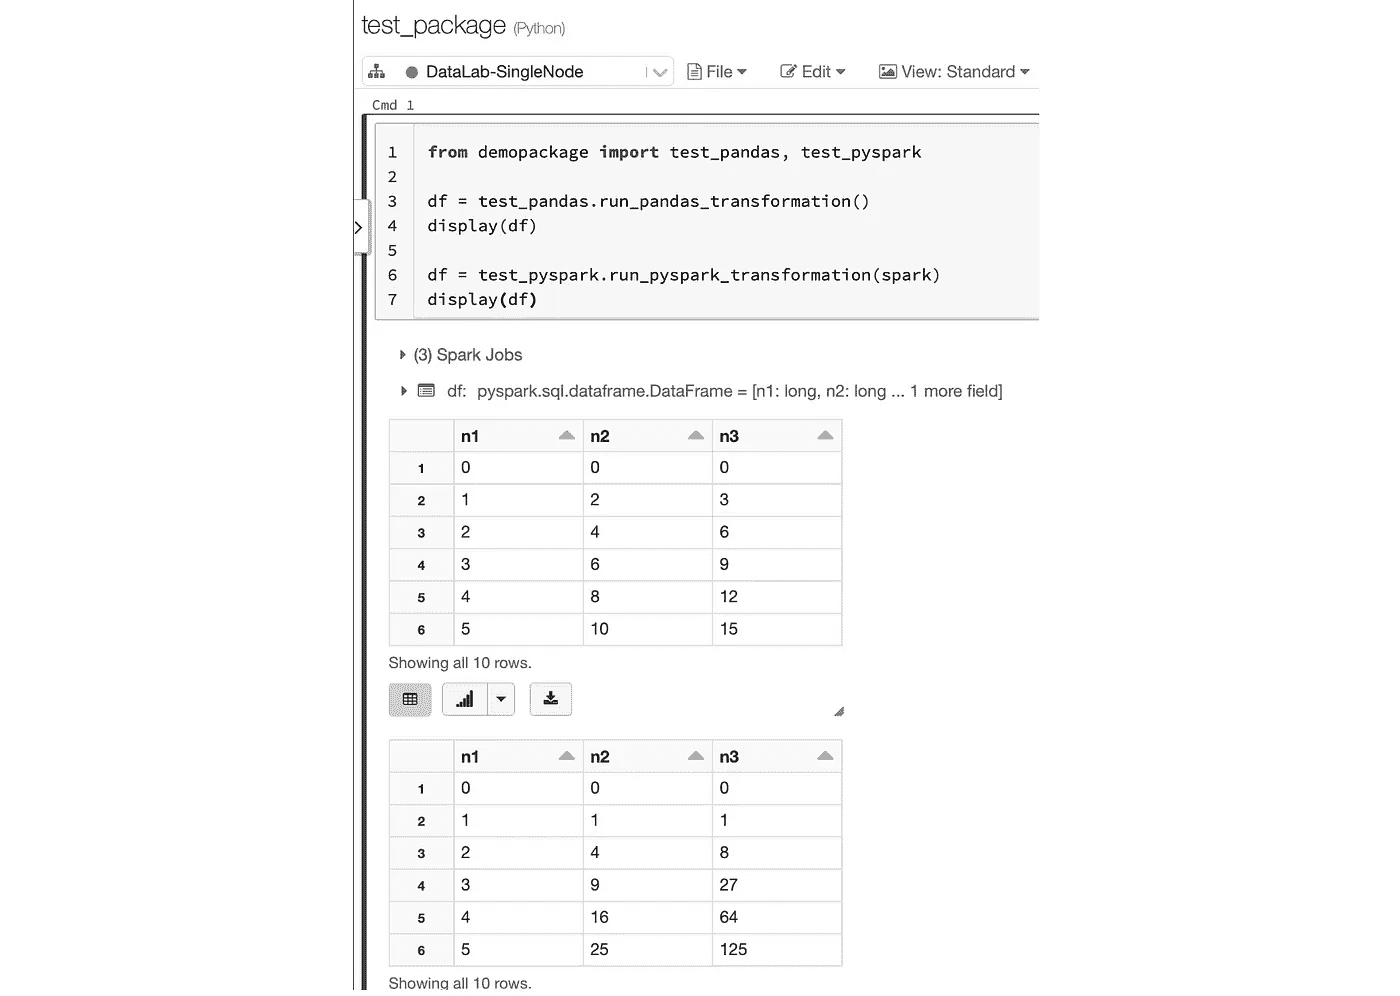 test_package (Python)
DataLab-SingleNode File Edit View: Standard
Cmd 1
1 from demopackage import test_pandas, test_pyspark
2
3 df = test_pandas.run_pandas_transformation()
4 display(df)
5
6 df = test_pyspark.run_pyspark_transformation(spark)
7 display(df)
(3) Spark Jobs
df: pyspark.sql.dataframe.DataFrame = [n1: long, n2: long ... 1 more field]
n1 n2 n3
1 0 0 0
2 1 2 3
3 2 4 6
4 3 6 9
5 4 8 12
6 5 10 15
Showing all 10 rows.
n1 n2 n3
1 0 0 0
2 1 1 1
3 2 4 8
4 3 9 27
5 4 16 64
6 5 25 125
Showing all 10 rows.